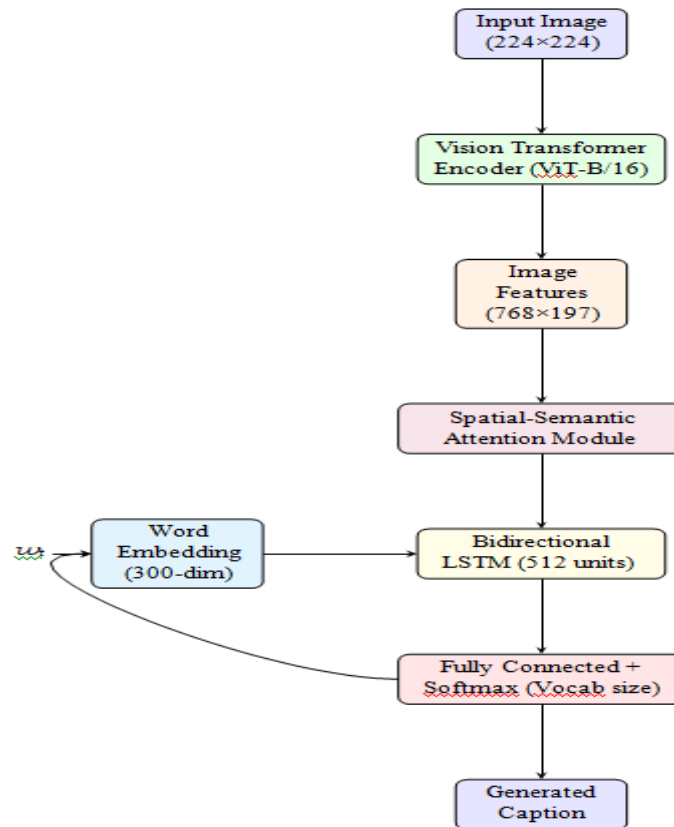 Input Image
(224×224)
Vision Transformer
Encoder (ViT-B/16)
Image
Features
(768×197)
Spatial-Semantic
Attention Module
Word
Embedding
(300-dim)
Bidirectional
LSTM (512 units)
Fully Connected +
Softmax (Vocab size)
Generated
Caption